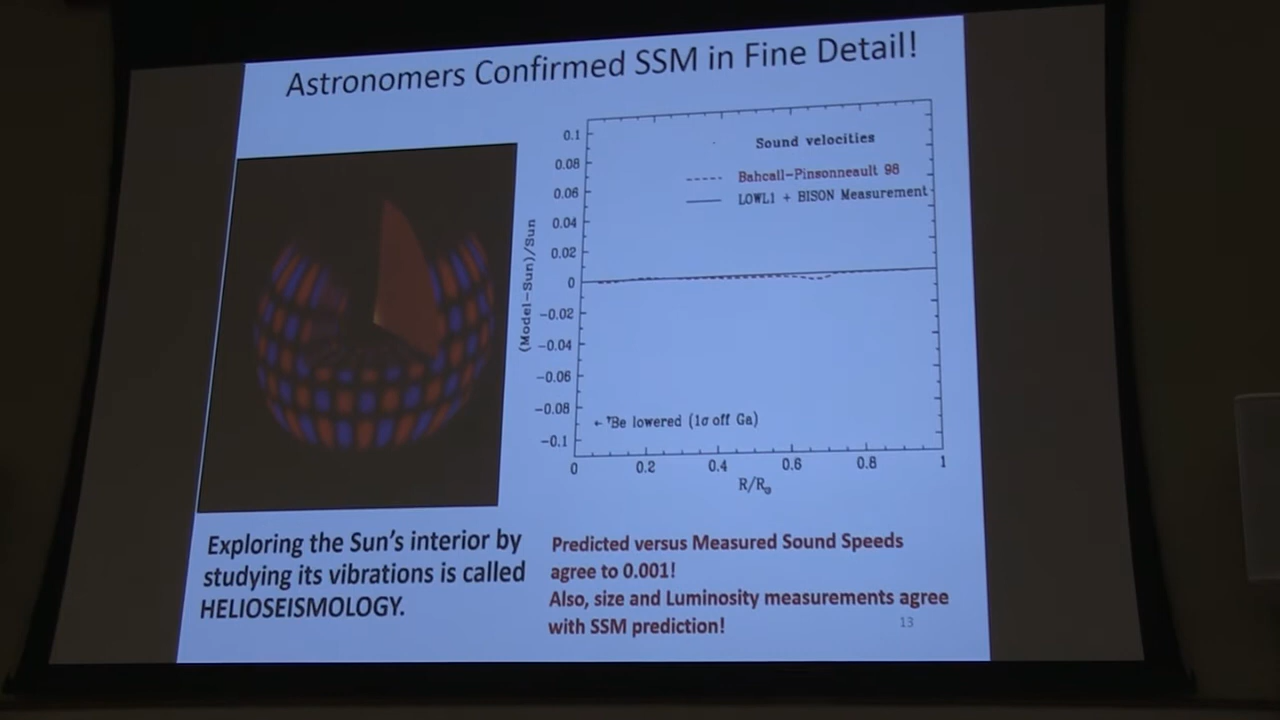 Astronomers Confirmed SSM in Fine Detail!
Sound velocities
Bahcall-Pinsonneault 98
LOWL1 + BISON Measurement
(Model-Sun)/Sun
0.1
0.08
0.06
0.04
0.02
0
-0.02
-0.04
-0.06
-0.08
-0.1
← ⁷Be lowered (1σ off Ga)
0 0.2 0.4 0.6 0.8 1
R/R⊙
Exploring the Sun's interior by
studying its vibrations is called
HELIOSEISMOLOGY.
Predicted versus Measured Sound Speeds
agree to 0.001!
Also, size and Luminosity measurements agree
with SSM prediction!
13